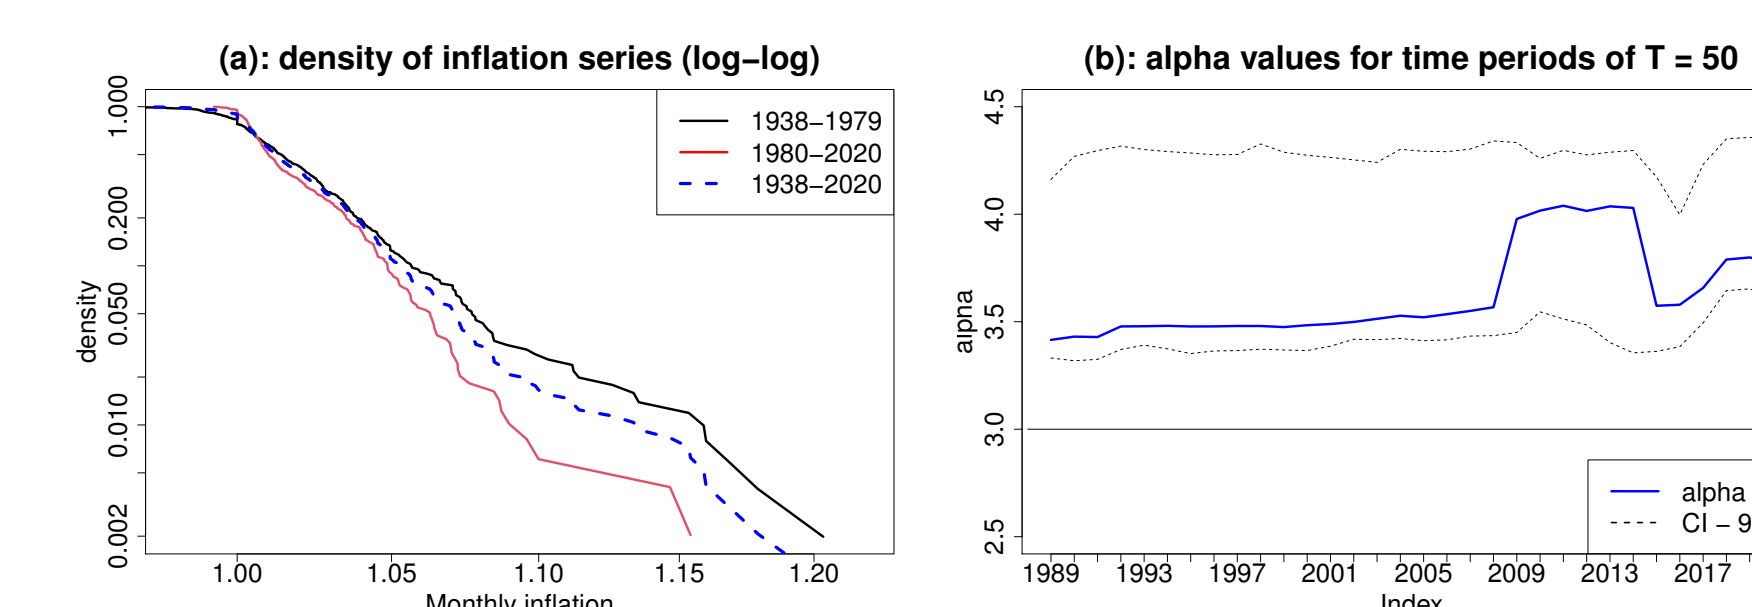 (a): density of inflation series (log–log)
density
1.000
0.200
0.050
0.010
0.002
1938–1979
1980–2020
1938–2020
1.00 1.05 1.10 1.15 1.20
Monthly inflation
(b): alpha values for time periods of T = 50
alpha
4.5
4.0
3.5
3.0
2.5
alpha
CI – 9
1989 1993 1997 2001 2005 2009 2013 2017
Index